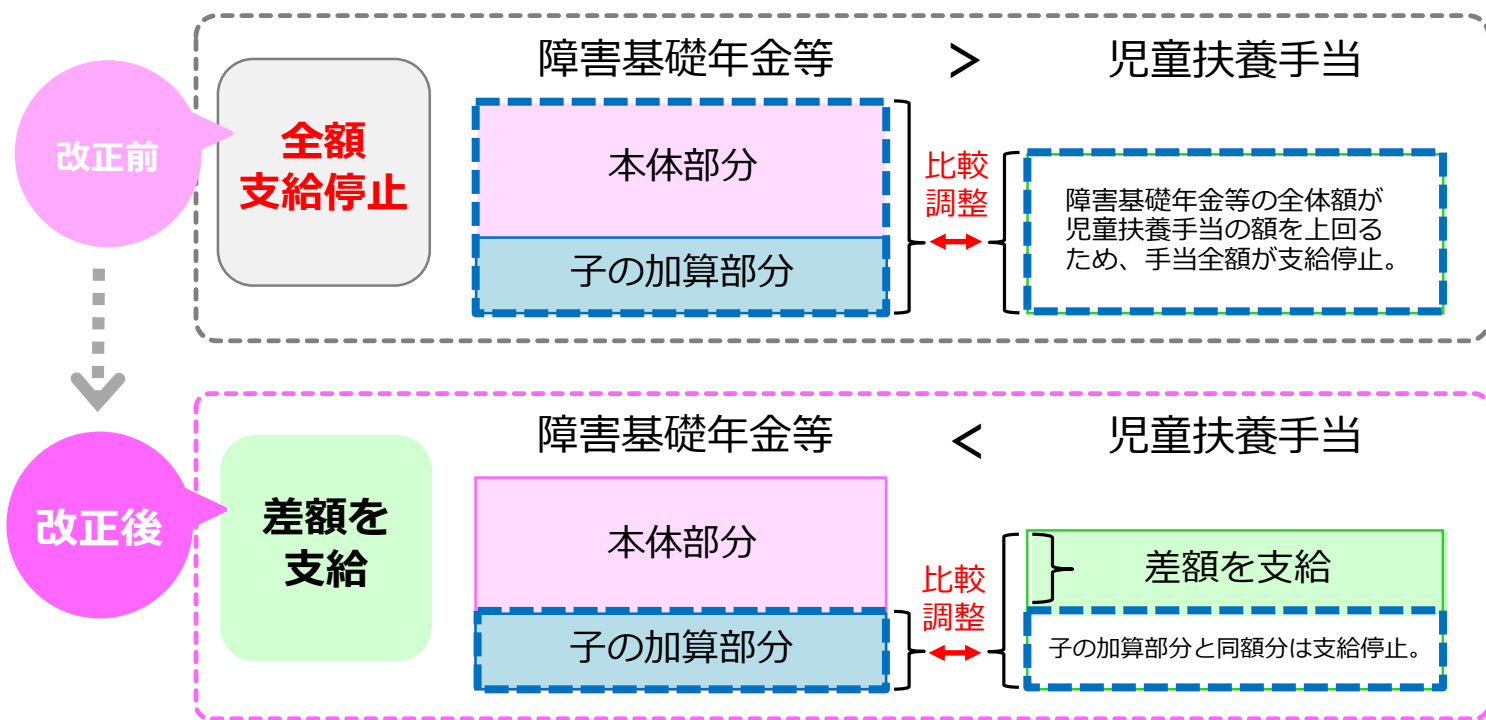 改正前
全額
支給停止
障害基礎年金等 > 児童扶養手当
本体部分
子の加算部分
比較
調整
障害基礎年金等の全体額が
児童扶養手当の額を上回る
ため、手当全額が支給停止。
改正後
差額を
支給
障害基礎年金等 < 児童扶養手当
本体部分
子の加算部分
比較
調整
差額を支給
子の加算部分と同額分は支給停止。